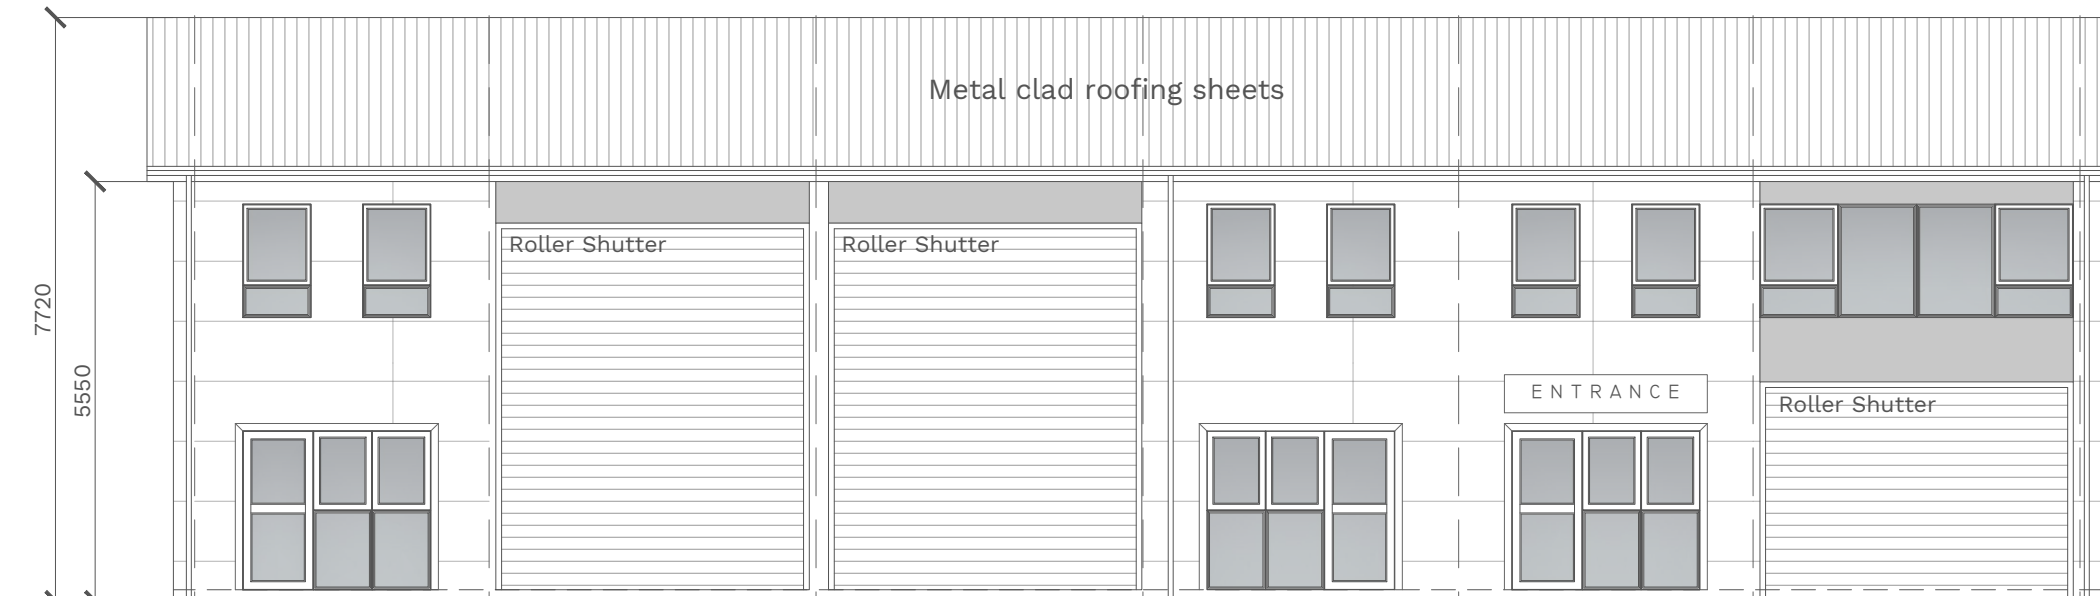 Metal clad roofing sheets
Roller Shutter
Roller Shutter
7720
5550
ENTRANCE
Roller Shutter